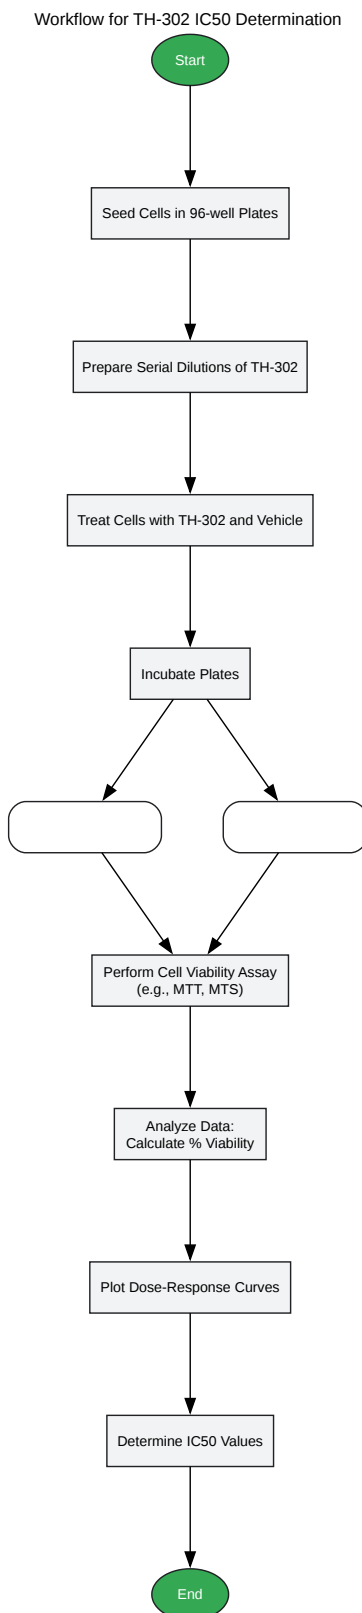 Workflow for TH-302 IC50 Determination
Start
Seed Cells in 96-well Plates
Prepare Serial Dilutions of TH-302
Treat Cells with TH-302 and Vehicle
Incubate Plates
Perform Cell Viability Assay
(e.g., MTT, MTS)
Analyze Data:
Calculate % Viability
Plot Dose-Response Curves
Determine IC50 Values
End